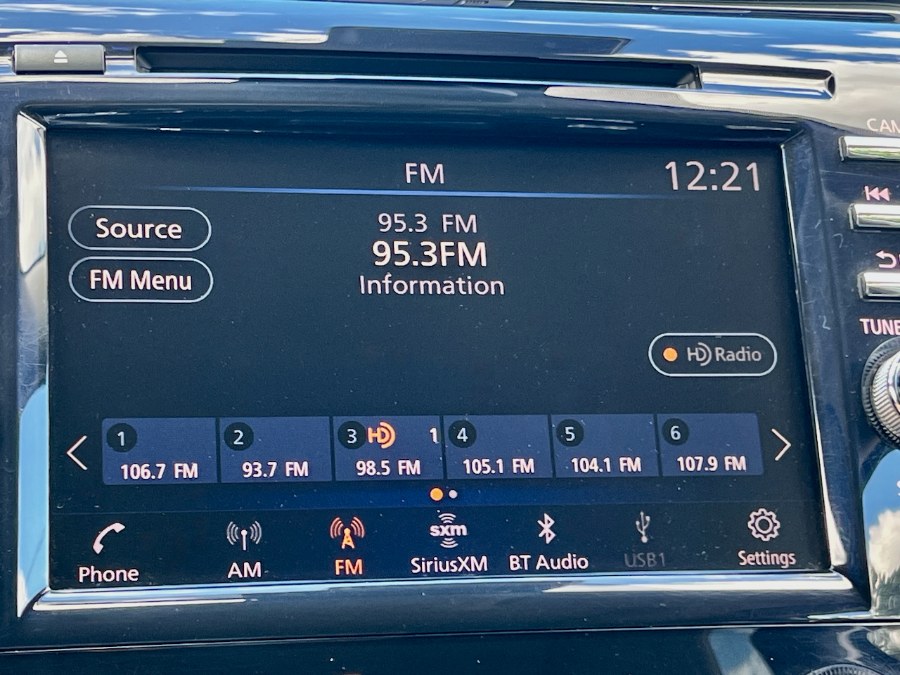 FM
12:21
Source
95.3 FM
95.3FM
FM Menu
Information
HD Radio
1
2
3 HD 1
4
5
6
106.7 FM
93.7 FM
98.5 FM
105.1 FM
104.1 FM
107.9 FM
sxm
Phone
AM
FM
SiriusXM
BT Audio
USB1
Settings
CAM
TUNE